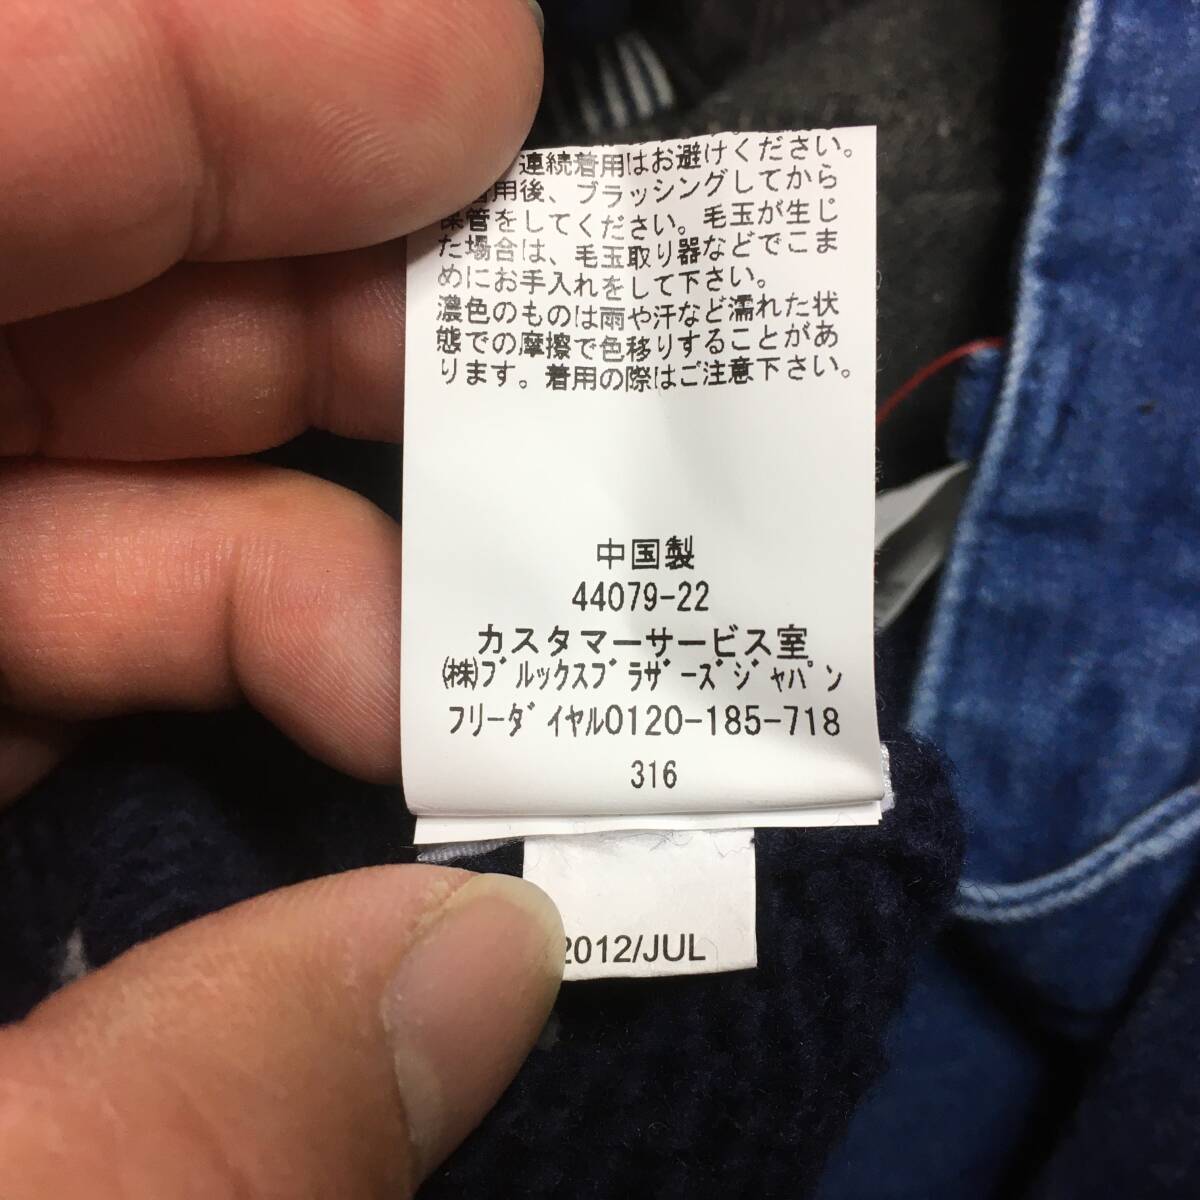 連続着用はお避けください。
用後、ブラッシングしてから
保管をしてください。毛玉が生じ
た場合は、毛玉取り器などでこま
めにお手入れをして下さい。
濃色のものは雨や汗など濡れた状
態での摩擦で色移りすることがあ
ります。着用の際はご注意下さい。
中国製
44079-22
カスタマーサービス室
㈱ﾌﾞﾙｯｸｽﾌﾞﾗｻﾞｰｽﾞｼﾞｬﾊﾟﾝ
ﾌﾘｰﾀﾞｲﾔﾙ0120-185-718
316
2012/JUL